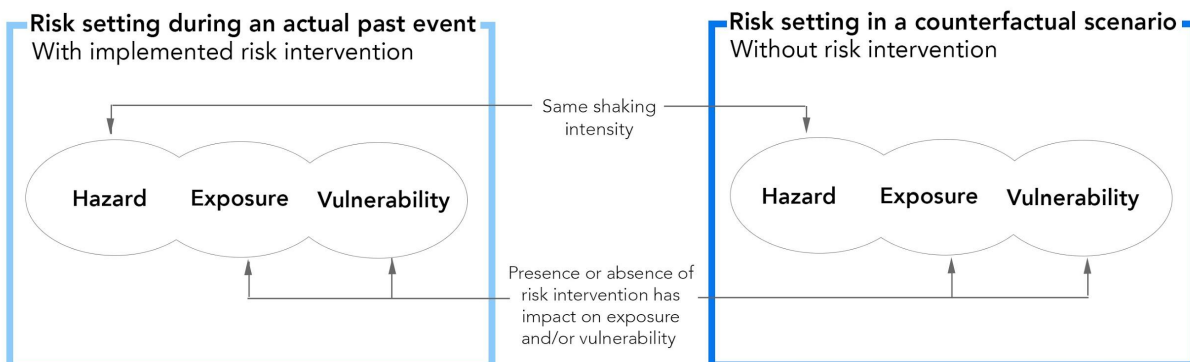 Risk setting during an actual past event
With implemented risk intervention
Risk setting in a counterfactual scenario
Without risk intervention
Same shaking
intensity
Hazard
Exposure
Vulnerability
Hazard
Exposure
Vulnerability
Presence or absence of
risk intervention has
impact on exposure
and/or vulnerability